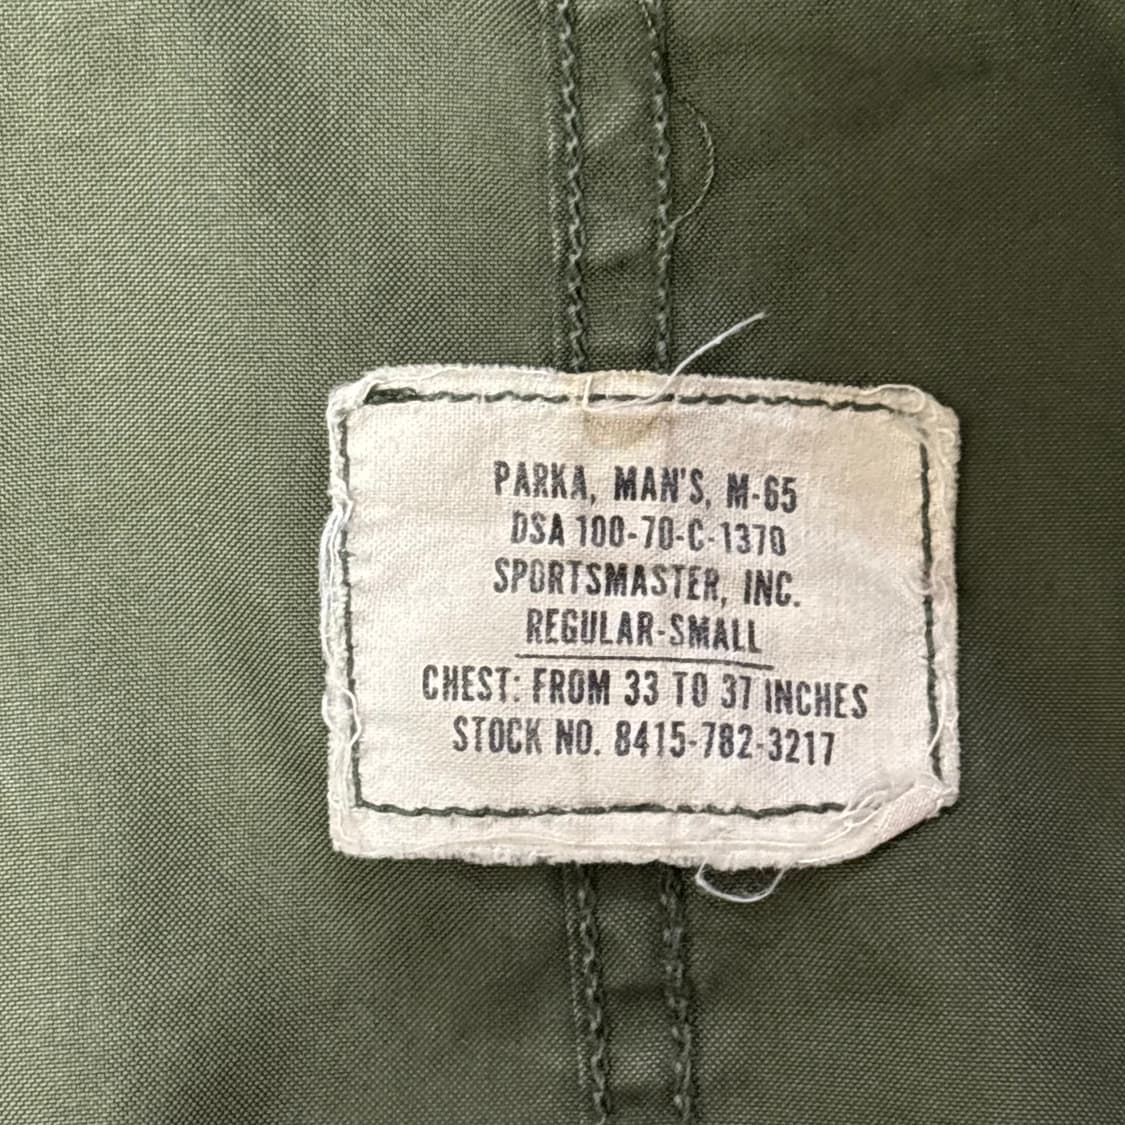 PARKA, MAN'S, M-65
DSA 100-70-C-1370
SPORTSMASTER, INC.
REGULAR-SMALL
CHEST: FROM 33 TO 37 INCHES
STOCK NO. 8415-782-3217